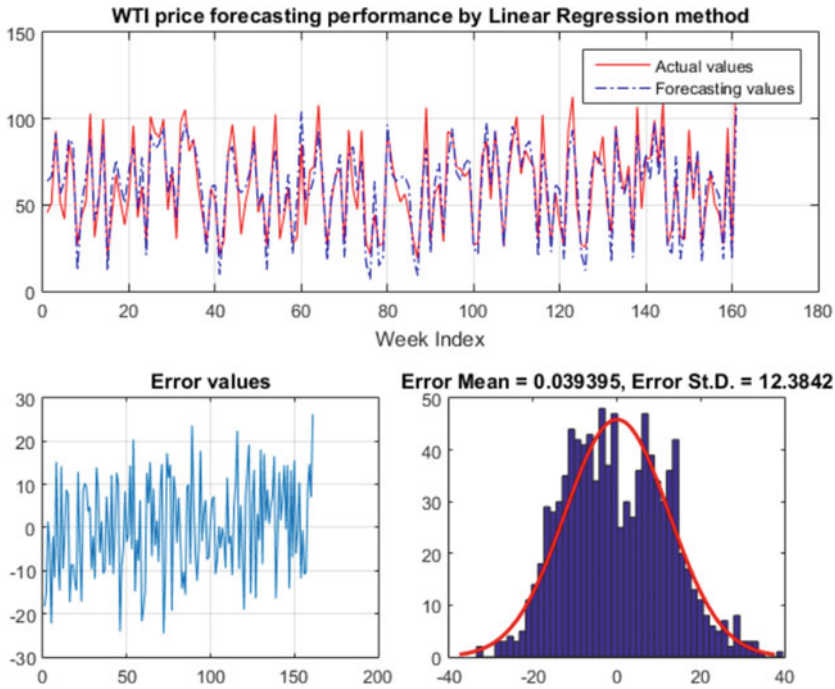 WTI price forecasting performance by Linear Regression method
150
100
50
0
Actual values
Forecasting values
0 20 40 60 80 100 120 140 160 180
Week Index
Error values
30
20
10
0
-10
-20
-30
0 50 100 150 200
Error Mean = 0.039395, Error St.D. = 12.3842
50
40
30
20
10
0
-40 -20 0 20 40